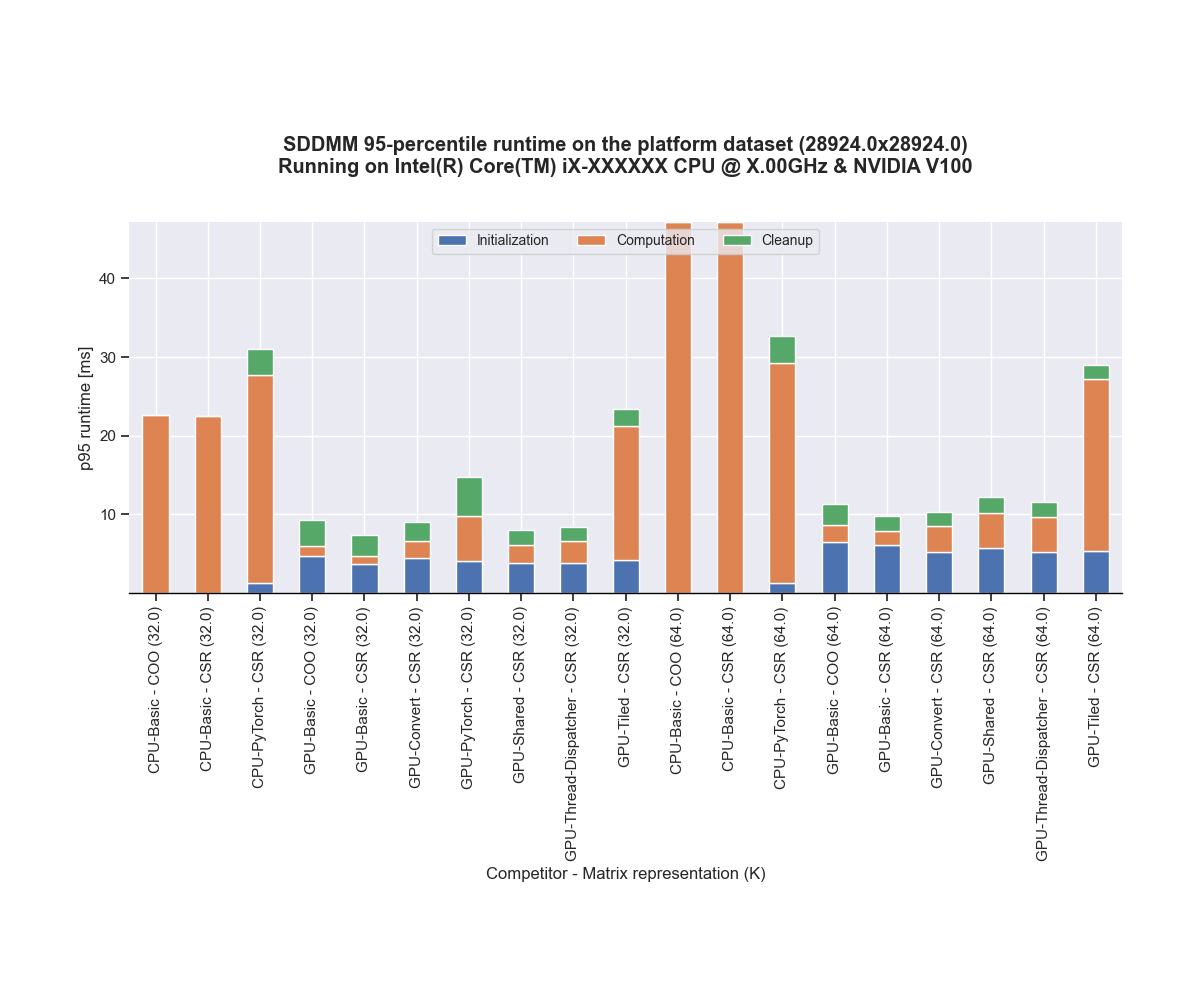 SDDMM 95-percentile runtime on the platform dataset (28924.0x28924.0)
Running on Intel(R) Core(TM) iX-XXXXXX CPU @ X.00GHz & NVIDIA V100
Initialization
Computation
Cleanup
p95 runtime [ms]
40
30
20
10
CPU-Basic - COO (32.0)
CPU-Basic - CSR (32.0)
CPU-PyTorch - CSR (32.0)
GPU-Basic - COO (32.0)
GPU-Basic - CSR (32.0)
GPU-Convert - CSR (32.0)
GPU-PyTorch - CSR (32.0)
GPU-Shared - CSR (32.0)
GPU-Thread-Dispatcher - CSR (32.0)
GPU-Tiled - CSR (32.0)
CPU-Basic - COO (64.0)
CPU-Basic - CSR (64.0)
CPU-PyTorch - CSR (64.0)
GPU-Basic - COO (64.0)
GPU-Basic - CSR (64.0)
GPU-Convert - CSR (64.0)
GPU-Shared - CSR (64.0)
GPU-Thread-Dispatcher - CSR (64.0)
GPU-Tiled - CSR (64.0)
Competitor - Matrix representation (K)